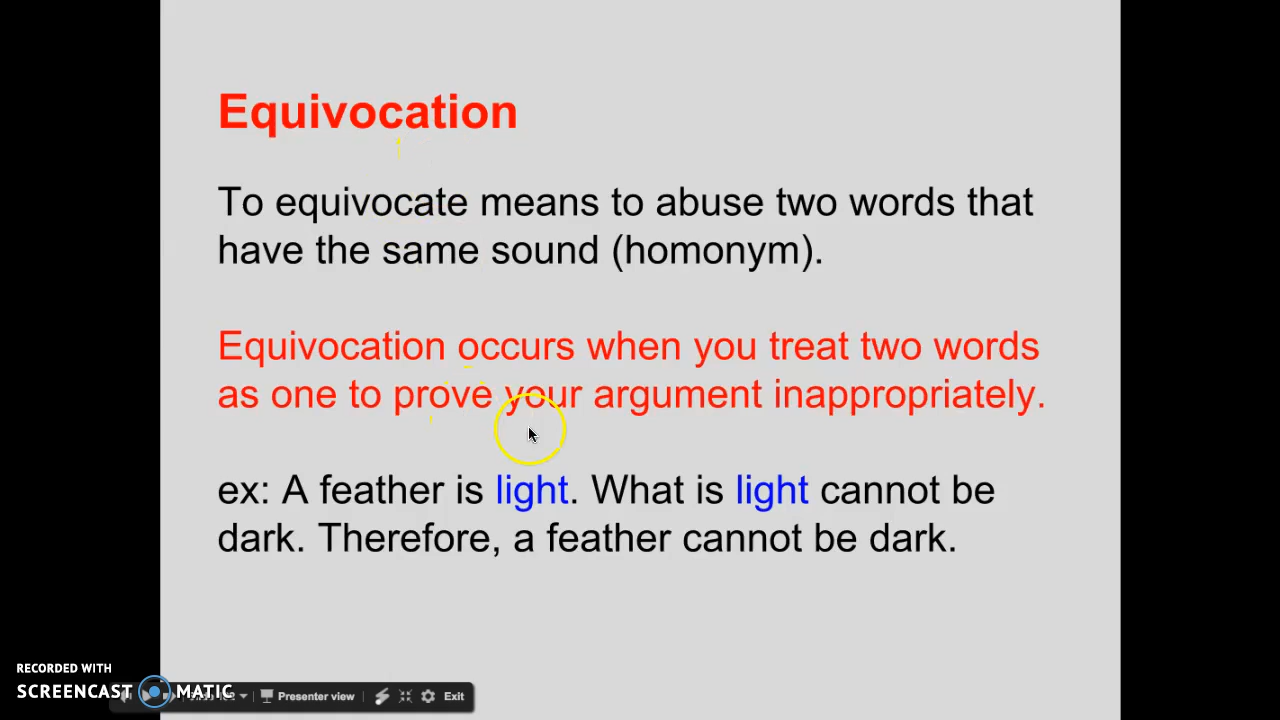 Equivocation
To equivocate means to abuse two words that
have the same sound (homonym).
Equivocation occurs when you treat two words
as one to prove your argument inappropriately.
ex: A feather is light. What is light cannot be
dark. Therefore, a feather cannot be dark.
RECORDED WITH
SCREENCAST MATIC
Presenter view
Exit